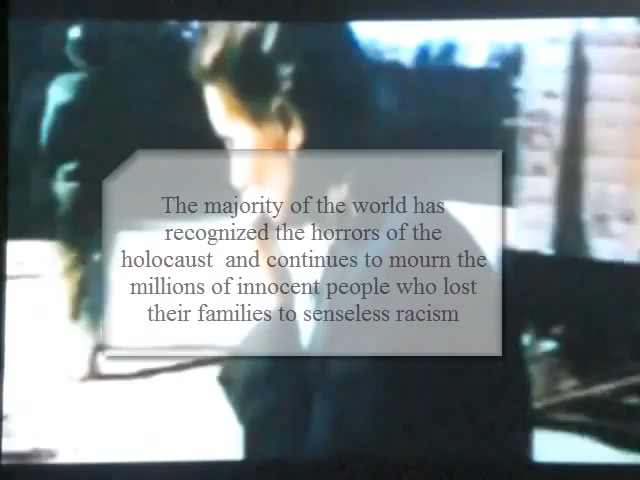 The majority of the world has
recognized the horrors of the
holocaust  and continues to mourn the
millions of innocent people who lost
their families to senseless racism